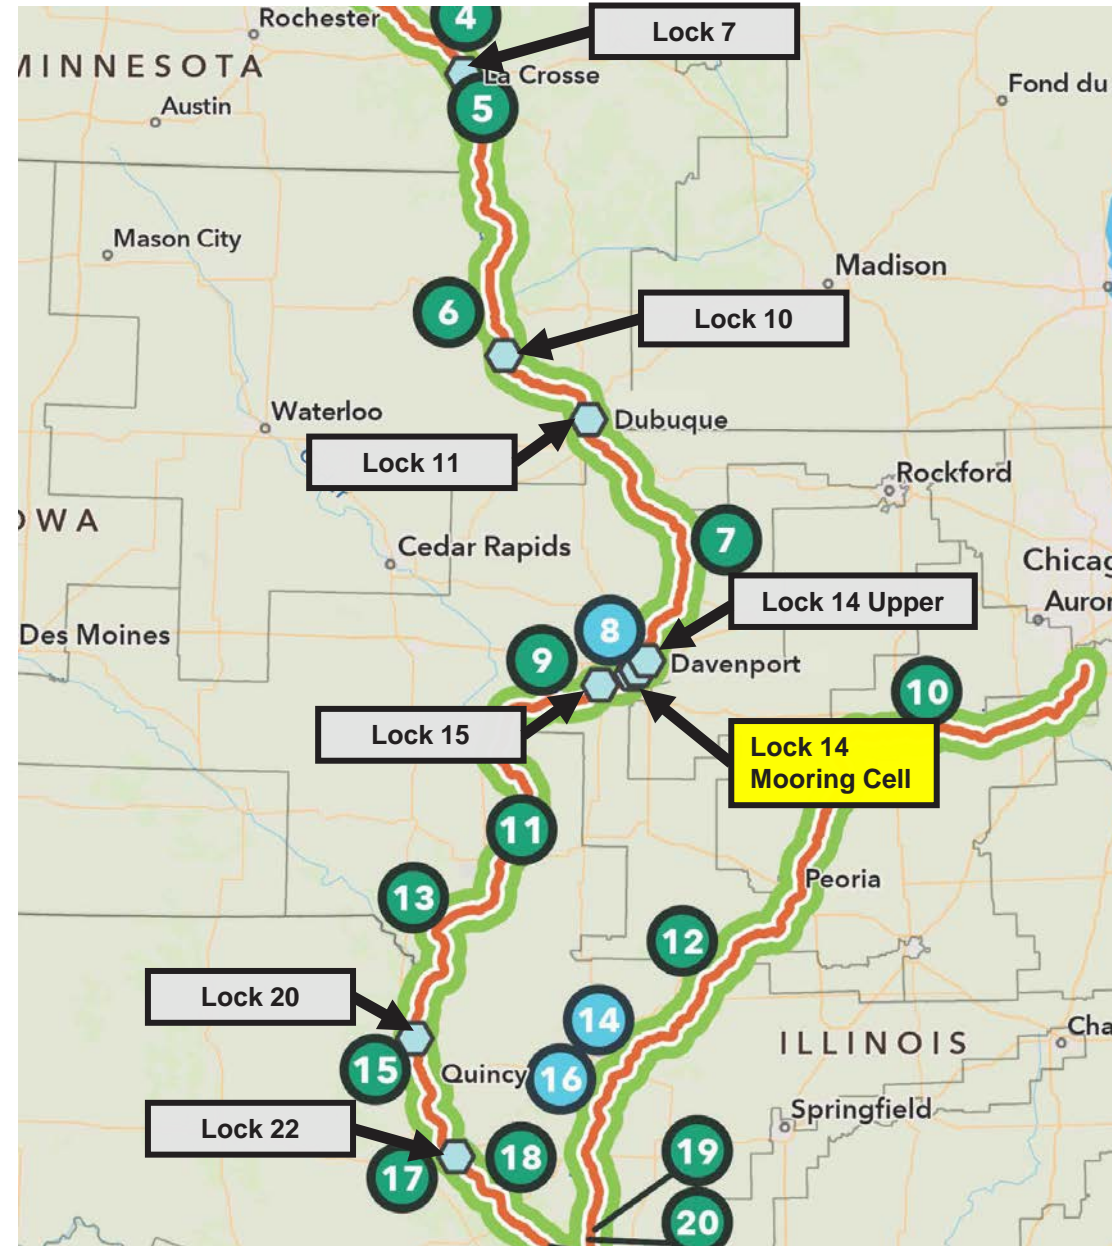 Rochester
4
Lock 7
MINNESOTA
La Crosse
Fond du
Austin
5
Mason City
Madison
6
Lock 10
Waterloo
Dubuque
Lock 11
Rockford
OWA
7
Cedar Rapids
Chicag
Lock 14 Upper
Auror
8
Des Moines
9
Davenport
10
Lock 15
Lock 14
Mooring Cell
11
Peoria
13
12
Lock 20
14
ILLINOIS
Cha
15
Quincy
16
Springfield
Lock 22
17
18
19
20